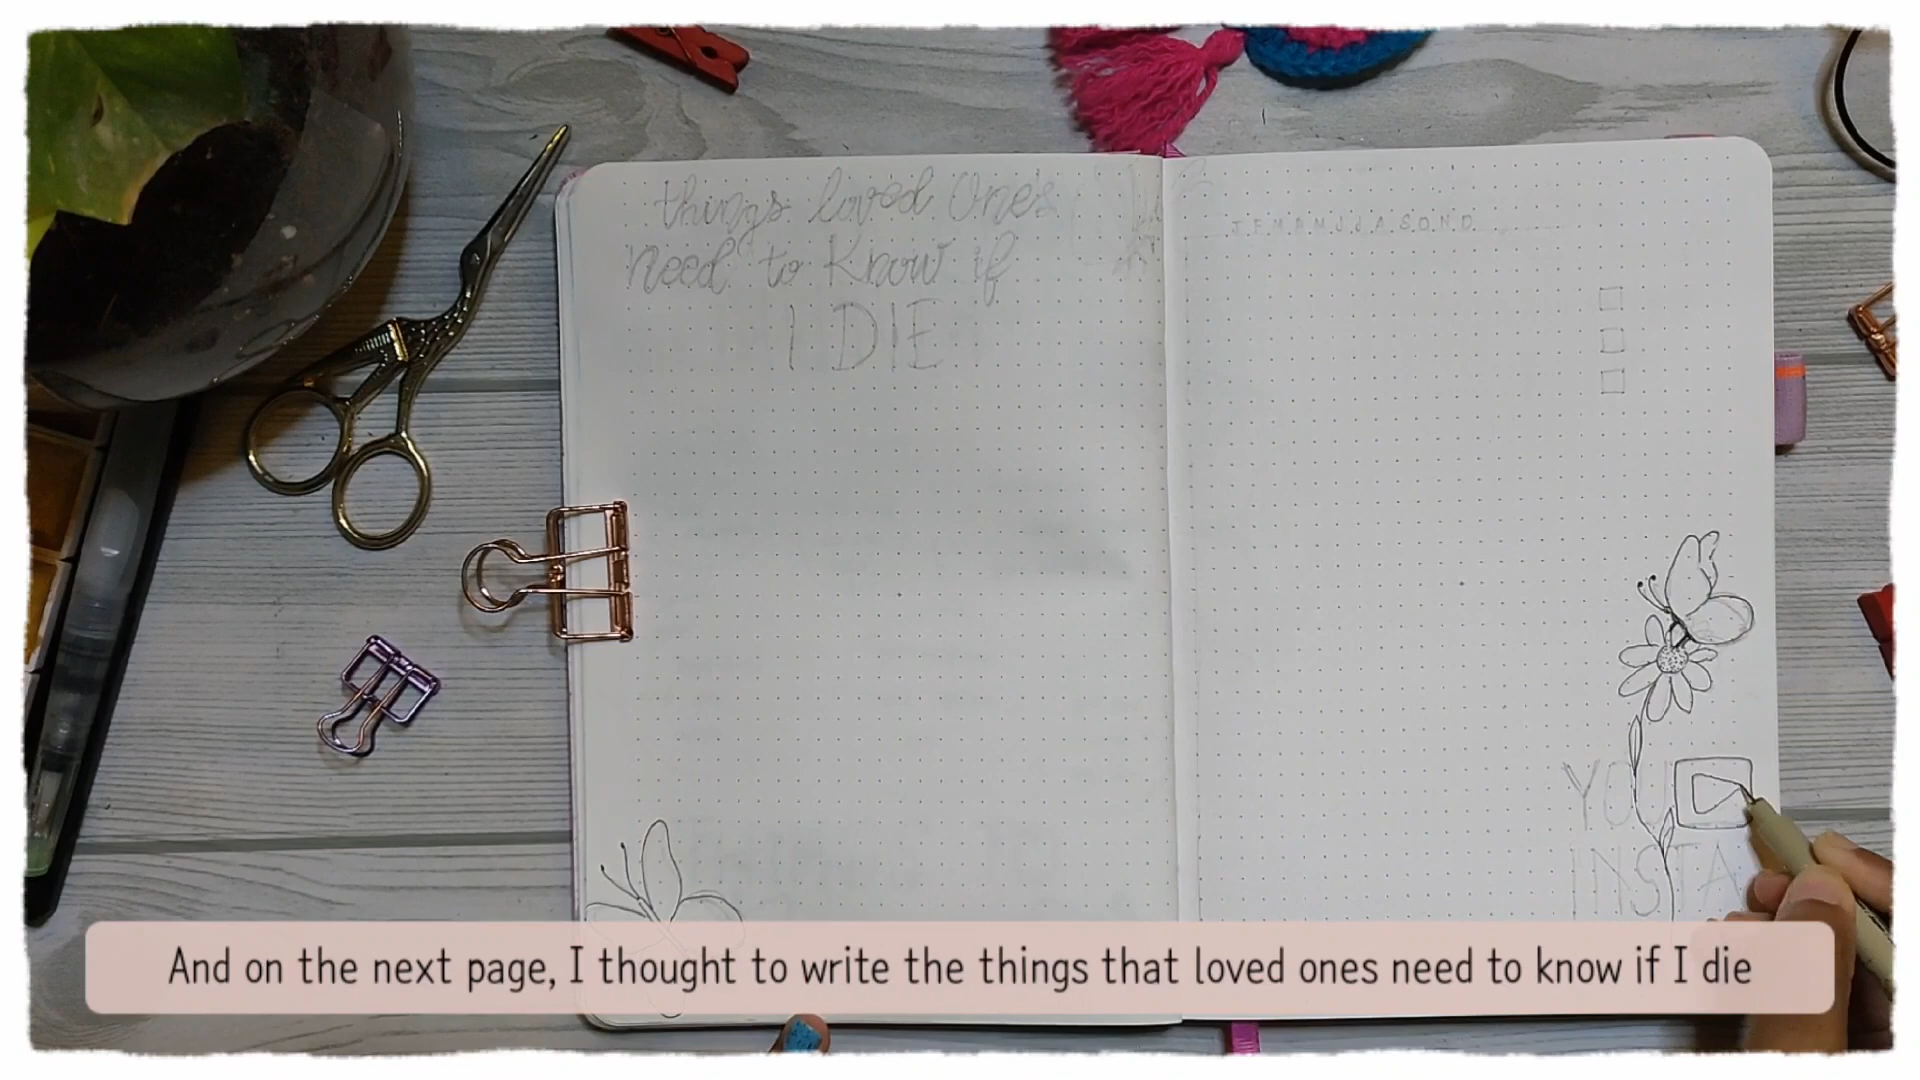 things loved One's
need to Know if
I DIE
J F M A M J J A S O N D
YOU
INSTA
And on the next page, I thought to write the things that loved ones need to know if I die